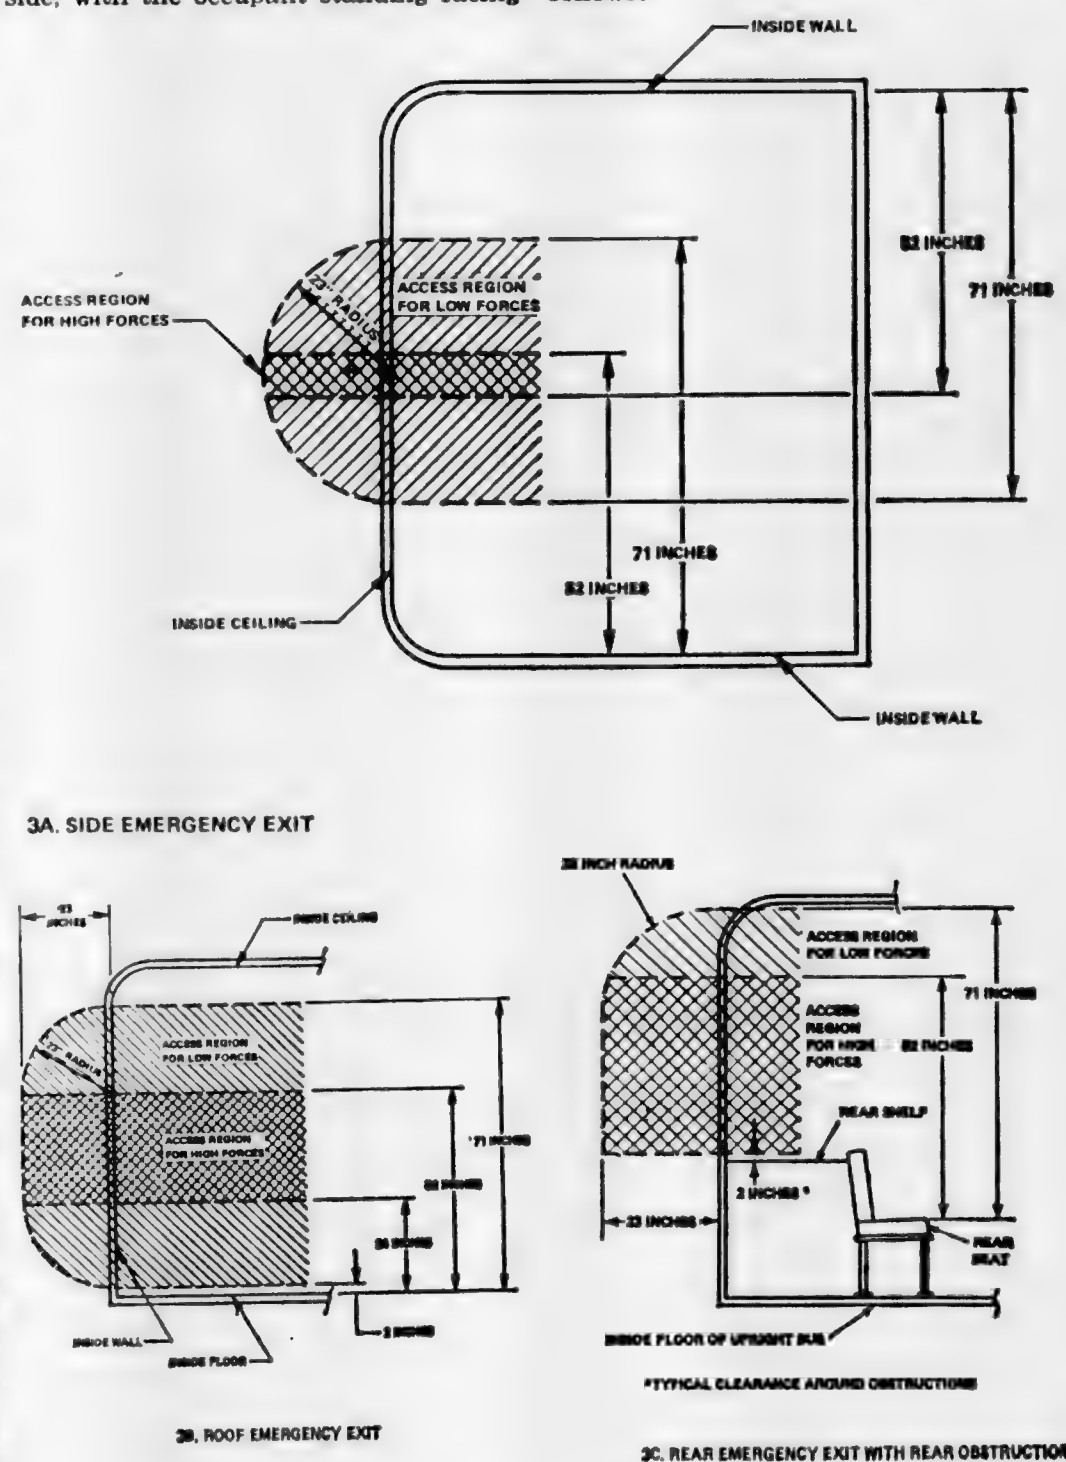 side, with the occupant standing facing
INSIDE WALL
52 INCHES
71 INCHES
ACCESS REGION
FOR HIGH FORCES
23" RADIUS
ACCESS REGION
FOR LOW FORCES
71 INCHES
52 INCHES
INSIDE CEILING
INSIDE WALL
3A. SIDE EMERGENCY EXIT
INCHES
INSIDE CEILING
23" RADIUS
ACCESS REGION
FOR LOW FORCES
ACCESS REGION
FOR HIGH FORCES
71 INCHES
INCHES
INCHES
2 INCHES
INSIDE WALL
INSIDE FLOOR
3B. ROOF EMERGENCY EXIT
INCH RADIUS
ACCESS REGION
FOR LOW FORCES
71 INCHES
ACCESS
REGION
FOR HIGH
FORCES
52 INCHES
REAR SHELF
2 INCHES *
INCHES
REAR
SEAT
INSIDE FLOOR OF UPRIGHT BUS
*TYPICAL CLEARANCE AROUND OBSTRUCTIONS
3C. REAR EMERGENCY EXIT WITH REAR OBSTRUCTION